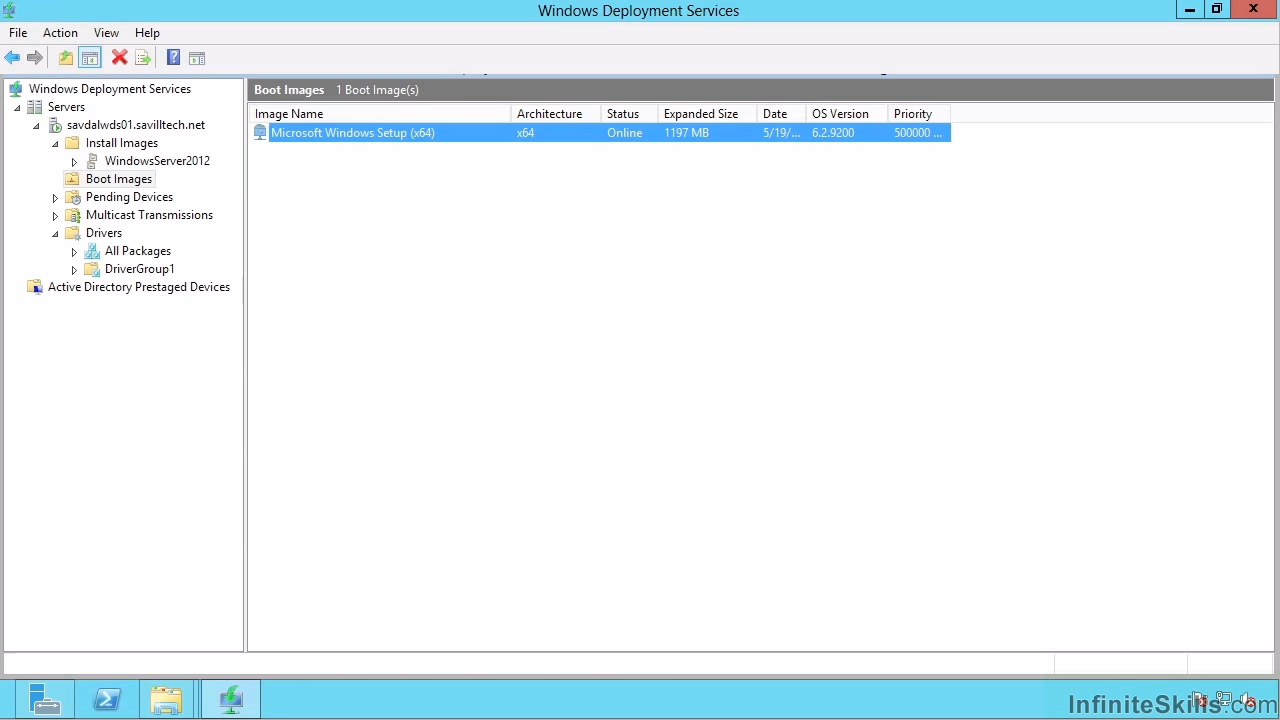 Windows Deployment Services
File Action View Help
Windows Deployment Services
Servers
savdalwds01.savilltech.net
Install Images
WindowsServer2012
Boot Images
Pending Devices
Multicast Transmissions
Drivers
All Packages
DriverGroup1
Active Directory Prestaged Devices
Boot Images 1 Boot Image(s)
Image Name Architecture Status Expanded Size Date OS Version Priority
Microsoft Windows Setup (x64) x64 Online 1197 MB 5/19/... 6.2.9200 500000 ...
InfiniteSkills.com